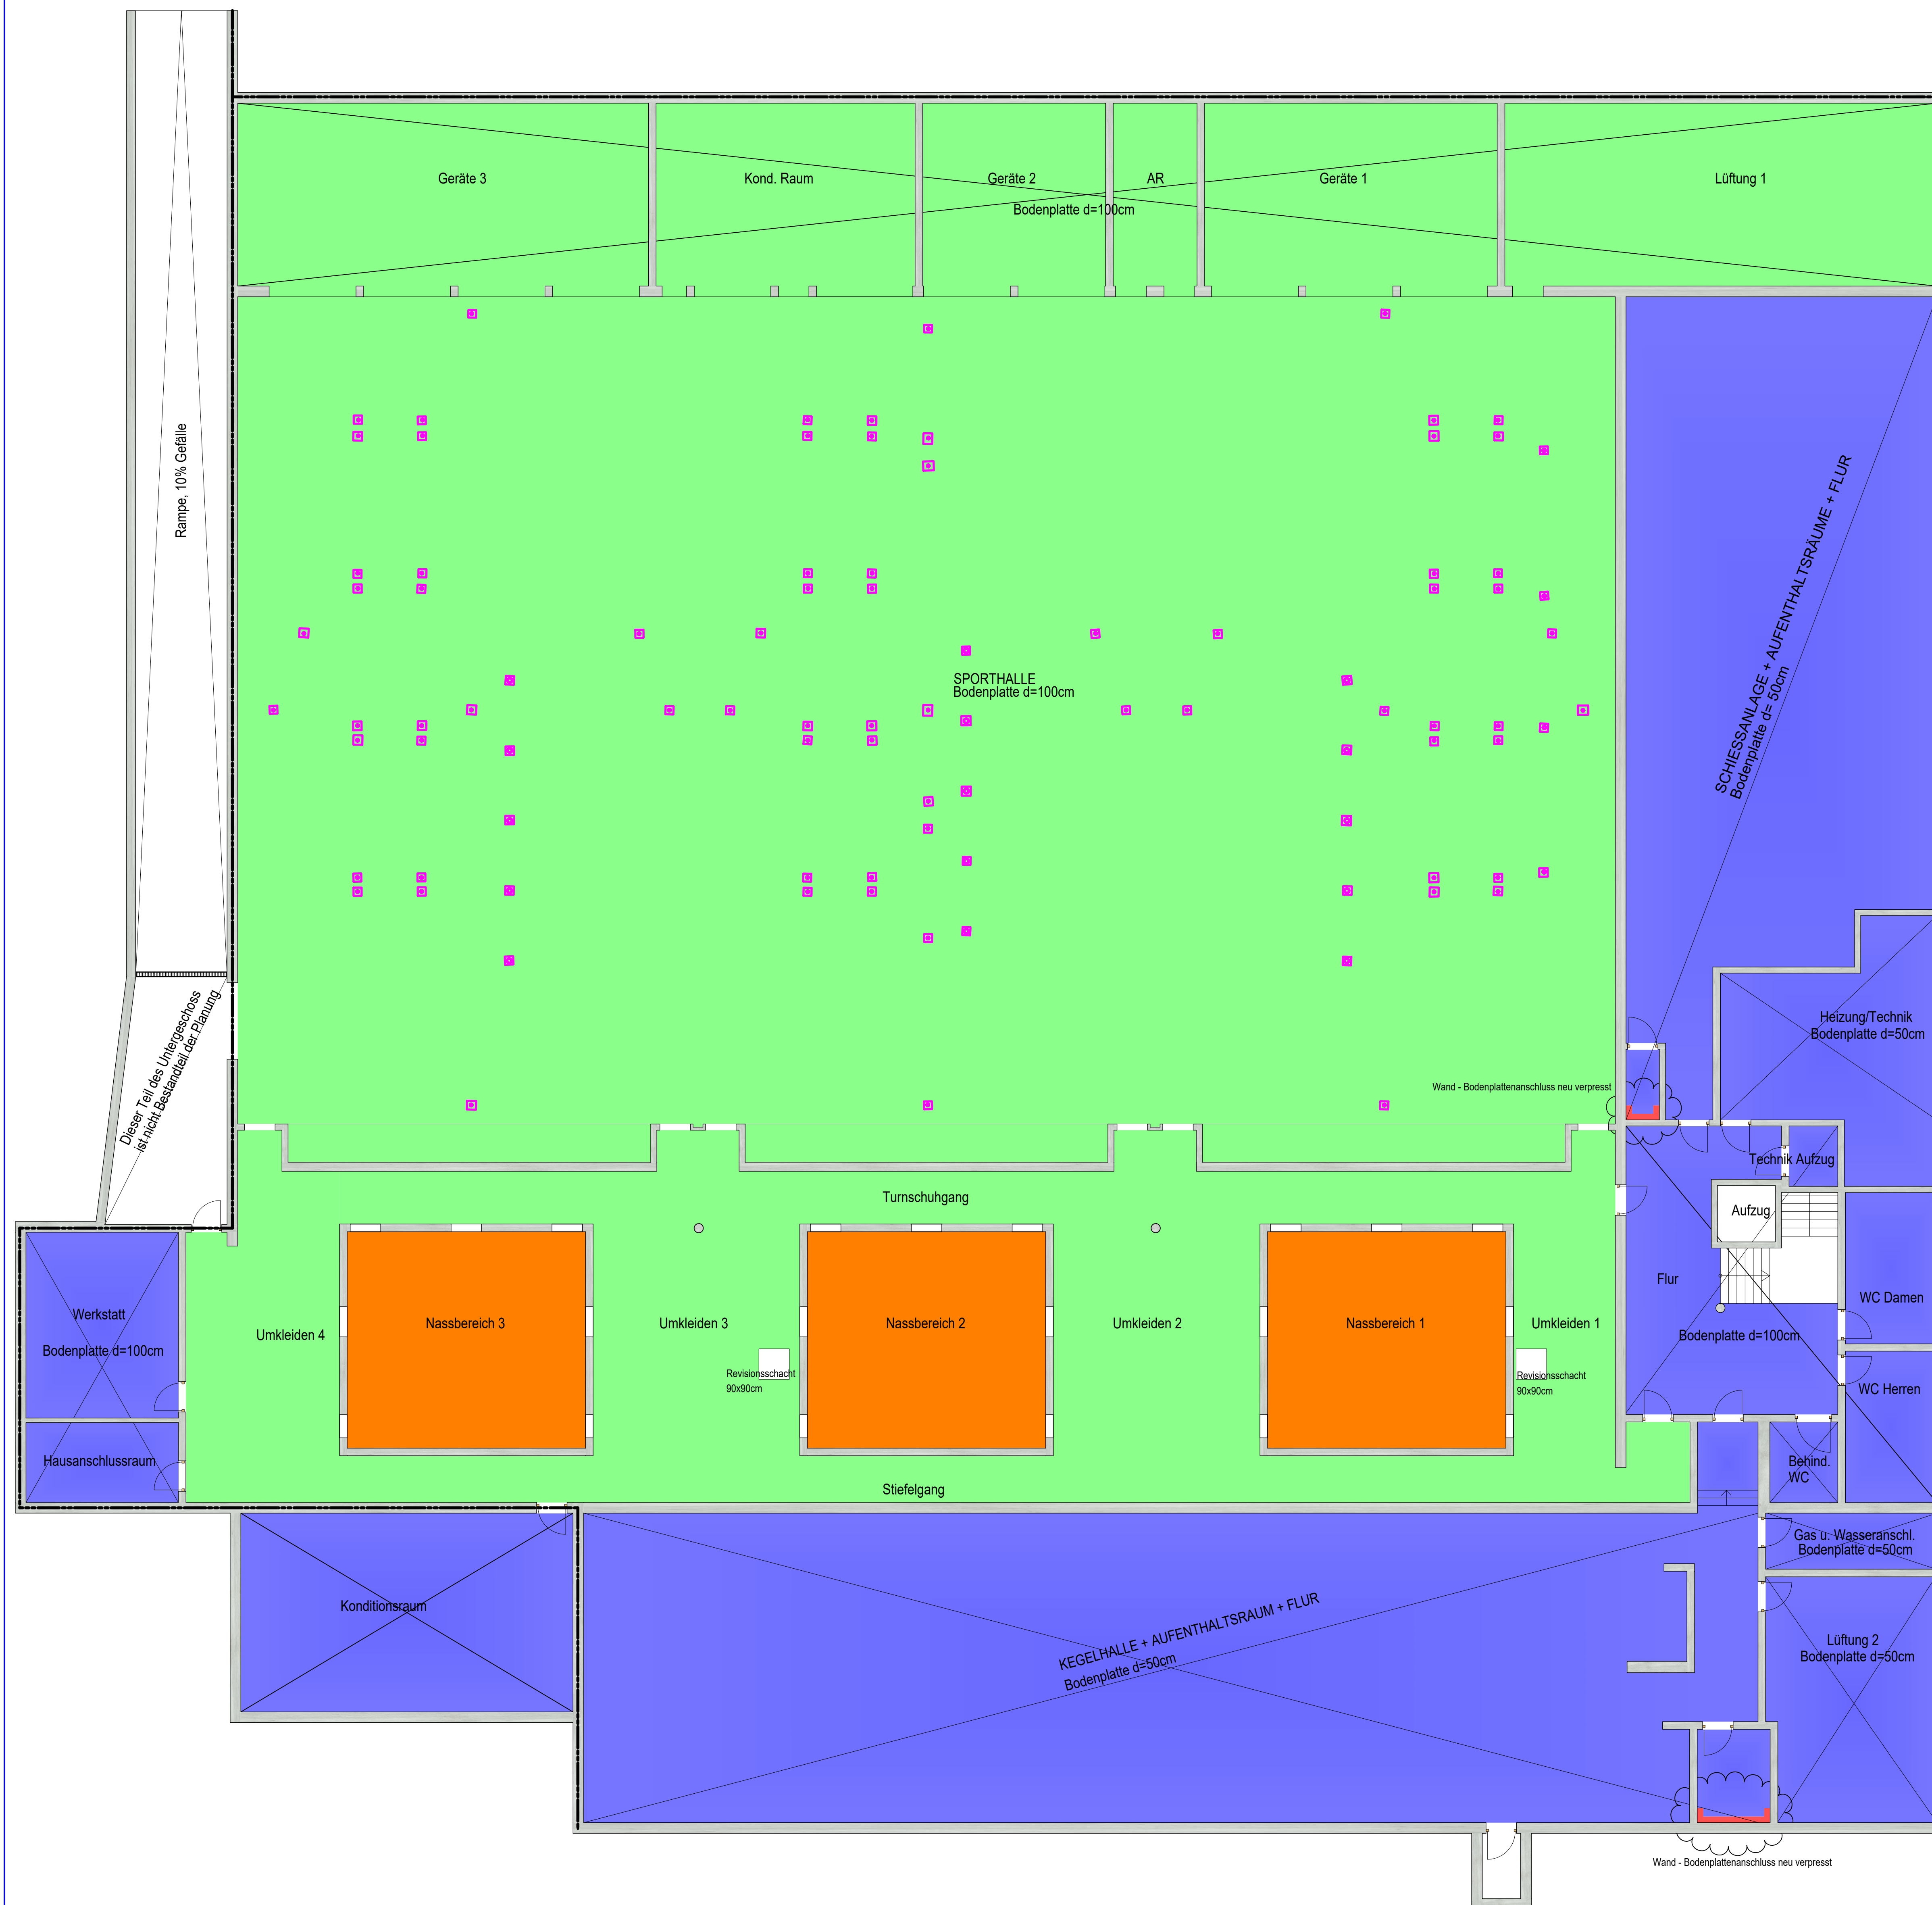 Geräte 3
Kond. Raum
Geräte 2
AR
Geräte 1
Lüftung 1
Bodenplatte d=100cm
Rampe, 10% Gefälle
SPORTHALLE
Bodenplatte d=100cm
SCHIESSANLAGE + AUFENTHALTSRÄUME + FLUR
Bodenplatte d= 50cm
Dieser Teil des Untergeschoss
ist nicht Bestandteil der Planung
Heizung/Technik
Bodenplatte d=50cm
Wand - Bodenplattenanschluss neu verpresst
Technik Aufzug
Turnschuhgang
Aufzug
Flur
WC Damen
Werkstatt
Bodenplatte d=100cm
Umkleiden 4
Nassbereich 3
Umkleiden 3
Nassbereich 2
Umkleiden 2
Nassbereich 1
Umkleiden 1
Bodenplatte d=100cm
Revisionsschacht
90x90cm
Revisionsschacht
90x90cm
WC Herren
Hausanschlussraum
Stiefelgang
Behind.
WC
Gas u. Wasseranschl.
Bodenplatte d=50cm
Konditionsraum
KEGELHALLE + AUFENTHALTSRAUM + FLUR
Bodenplatte d=50cm
Lüftung 2
Bodenplatte d=50cm
Wand - Bodenplattenanschluss neu verpresst